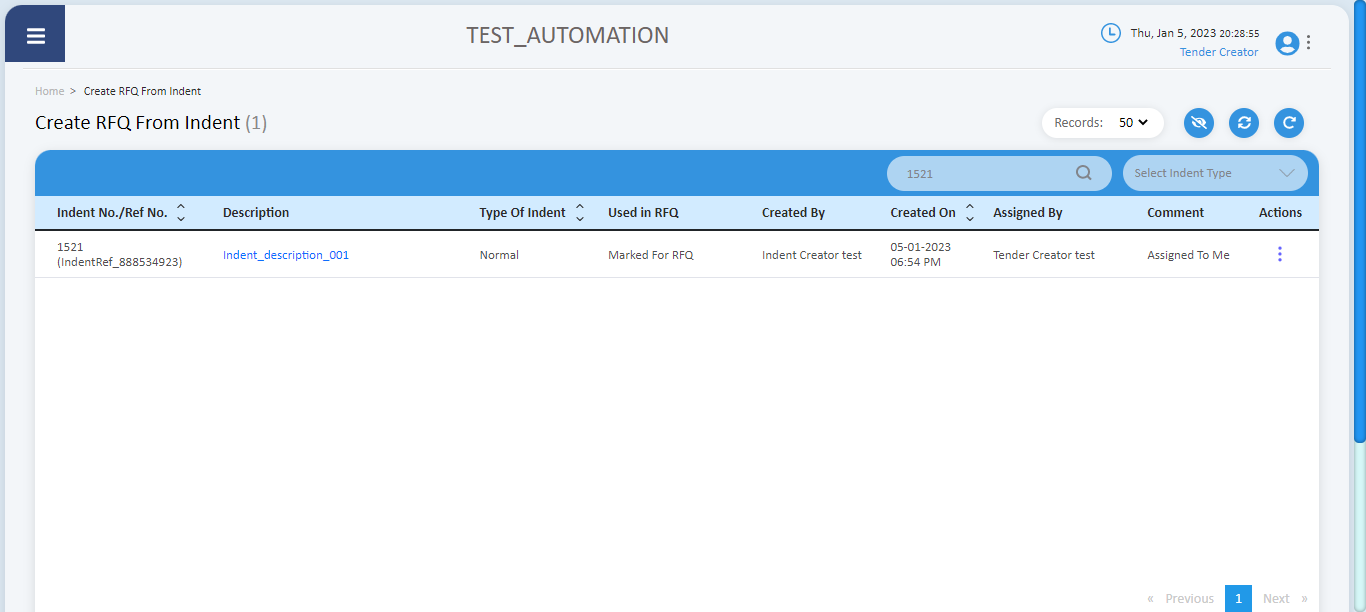 TEST_AUTOMATION
Thu, Jan 5, 2023 20:28:55
Tender Creator
Home > Create RFQ From Indent
Create RFQ From Indent (1)
Records: 50
1521
Select Indent Type
Indent No./Ref No. Description Type Of Indent Used in RFQ Created By Created On Assigned By Comment Actions
1521 (IndentRef_888534923) Indent_description_001 Normal Marked For RFQ Indent Creator test 05-01-2023 06:54 PM Tender Creator test Assigned To Me
« Previous 1 Next »